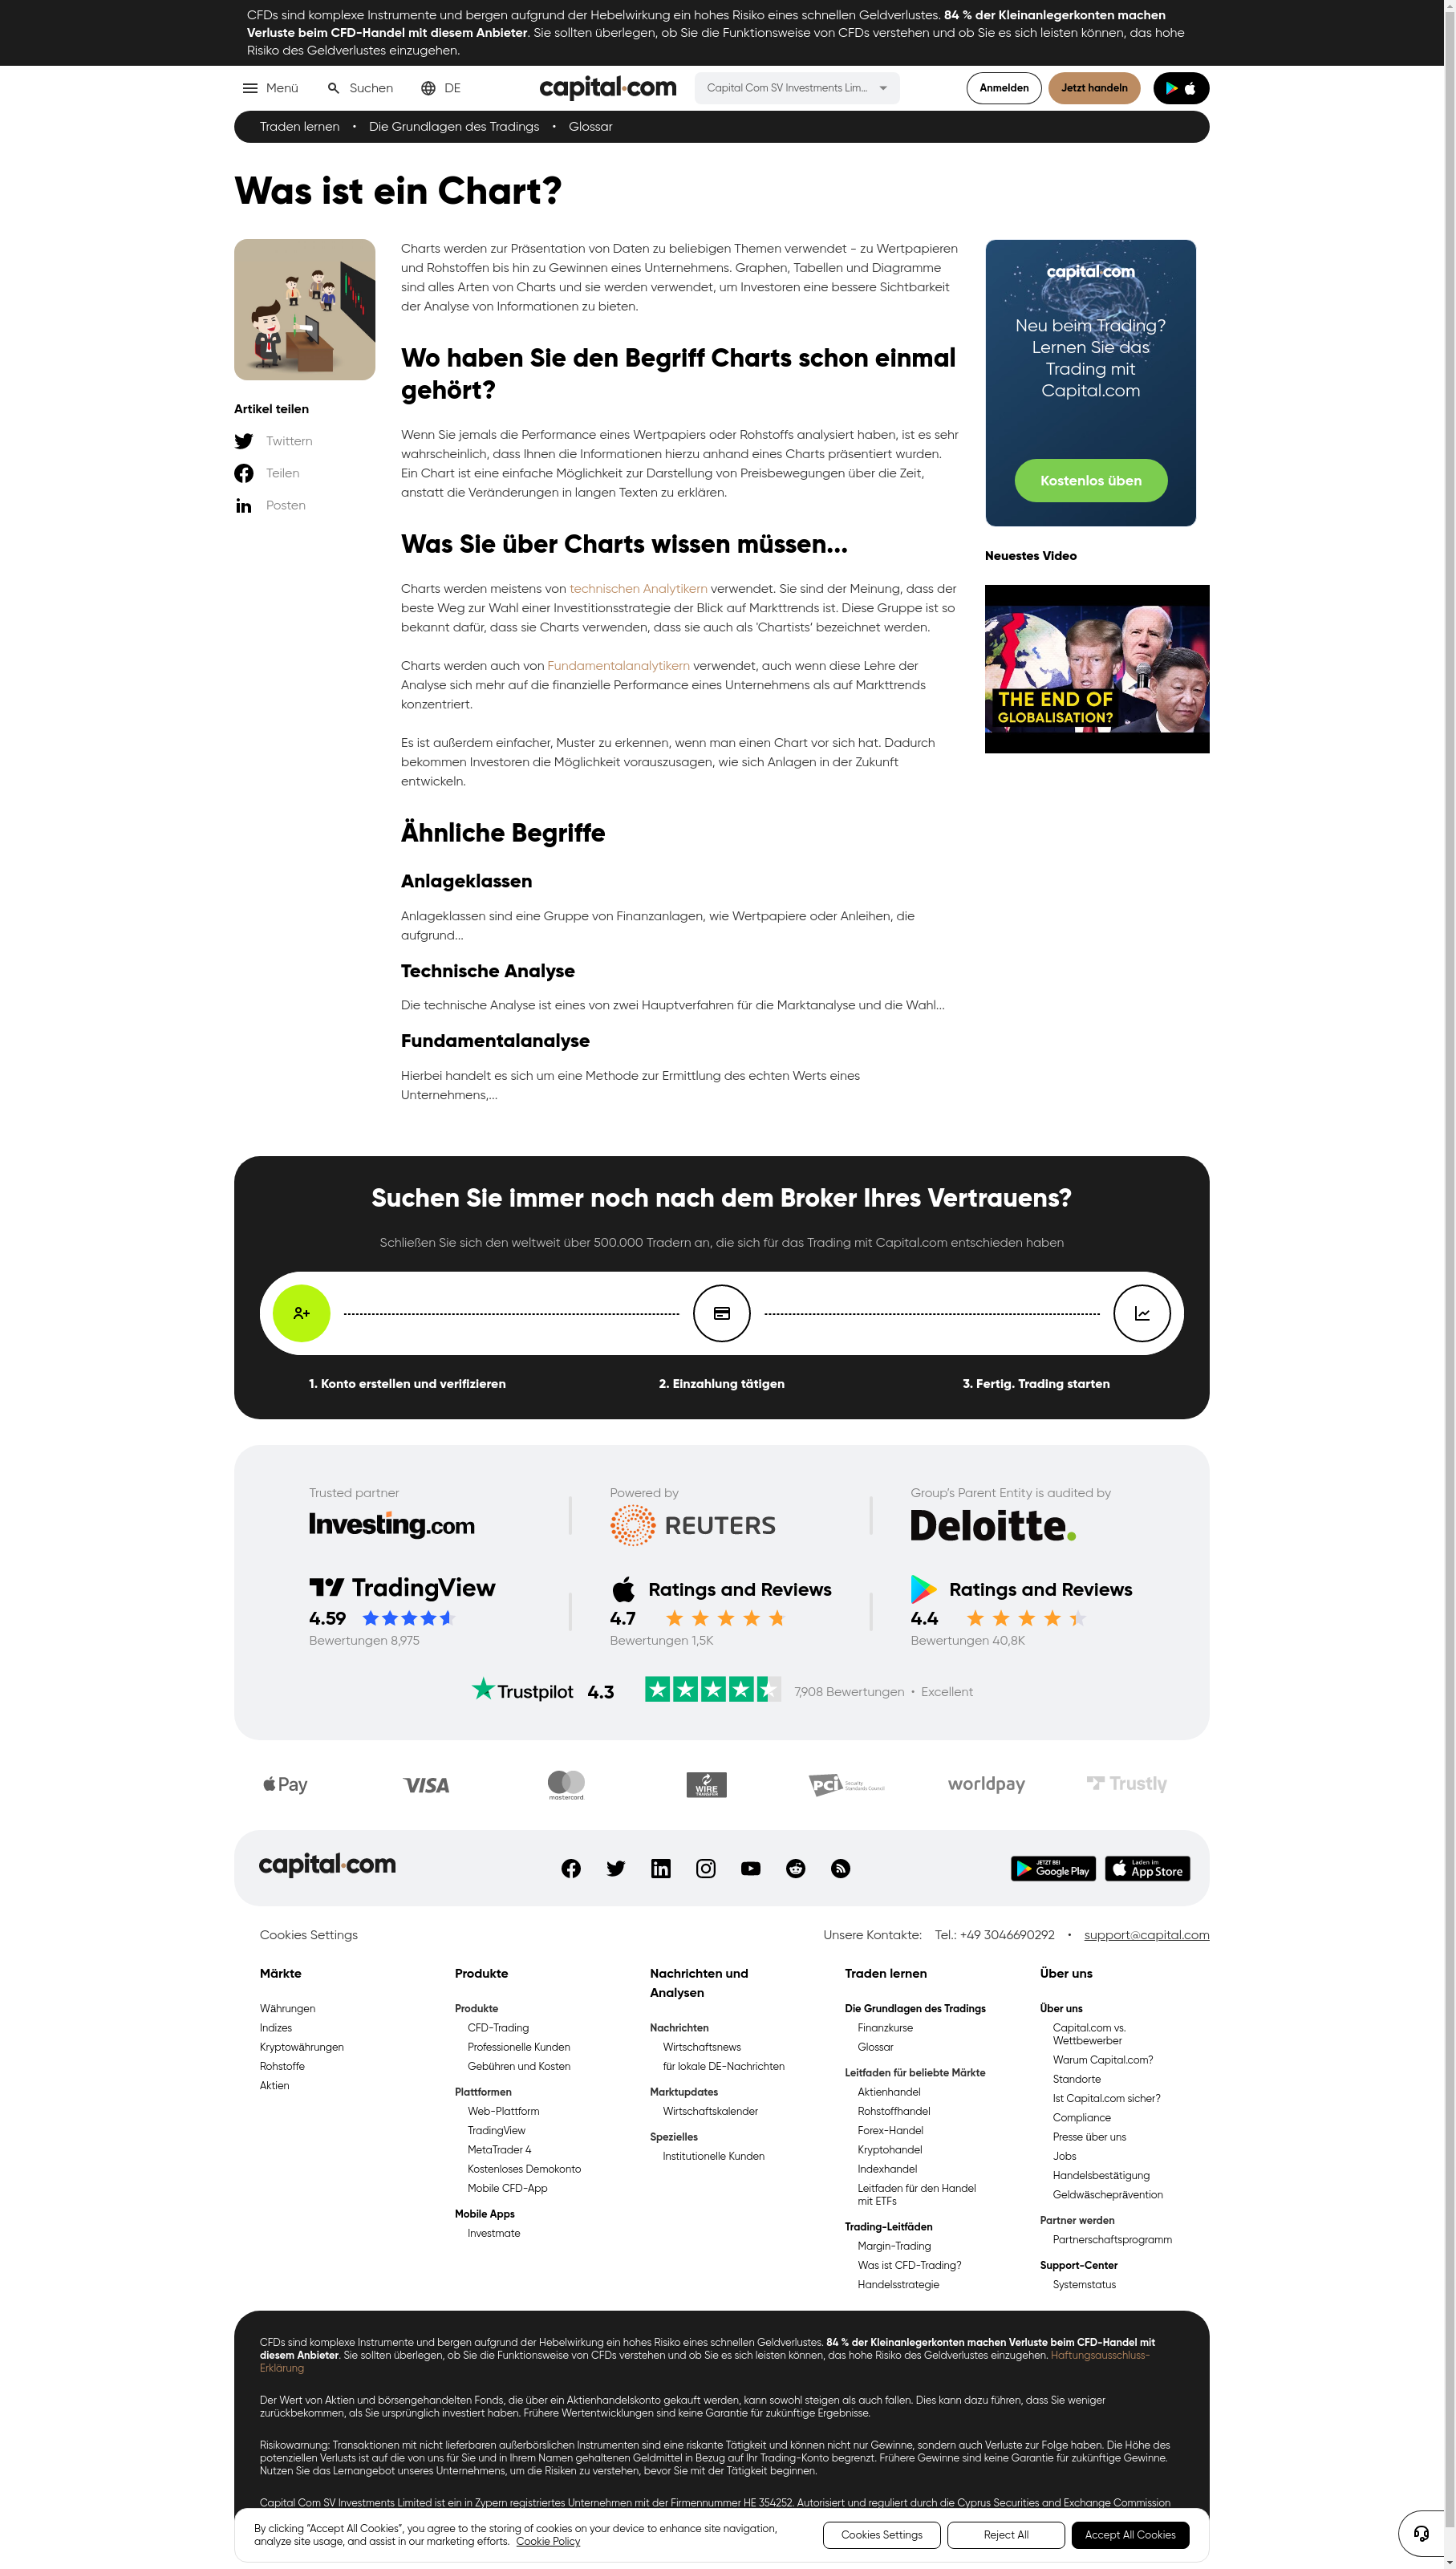 CFDs sind komplexe Instrumente und bergen aufgrund der Hebelwirkung ein hohes Risiko eines schnellen Geldverlustes. 84 % der Kleinanlegerkonten machen
Verluste beim CFD-Handel mit diesem Anbieter. Sie sollten überlegen, ob Sie die Funktionsweise von CFDs verstehen und ob Sie es sich leisten können, das hohe
Risiko des Geldverlustes einzugehen.
Menü
Suchen
DE
capital.com
Capital Com SV Investments Lim...
Anmelden
Jetzt handeln
Traden lernen • Die Grundlagen des Tradings • Glossar
Was ist ein Chart?
Artikel teilen
Twittern
Teilen
Posten
Charts werden zur Präsentation von Daten zu beliebigen Themen verwendet - zu Wertpapieren
und Rohstoffen bis hin zu Gewinnen eines Unternehmens. Graphen, Tabellen und Diagramme
sind alles Arten von Charts und sie werden verwendet, um Investoren eine bessere Sichtbarkeit
der Analyse von Informationen zu bieten.
Wo haben Sie den Begriff Charts schon einmal
gehört?
Wenn Sie jemals die Performance eines Wertpapiers oder Rohstoffs analysiert haben, ist es sehr
wahrscheinlich, dass Ihnen die Informationen hierzu anhand eines Charts präsentiert wurden.
Ein Chart ist eine einfache Möglichkeit zur Darstellung von Preisbewegungen über die Zeit,
anstatt die Veränderungen in langen Texten zu erklären.
Was Sie über Charts wissen müssen...
Charts werden meistens von technischen Analytikern verwendet. Sie sind der Meinung, dass der
beste Weg zur Wahl einer Investitionsstrategie der Blick auf Markttrends ist. Diese Gruppe ist so
bekannt dafür, dass sie Charts verwenden, dass sie auch als 'Chartists' bezeichnet werden.
Charts werden auch von Fundamentalanalytikern verwendet, auch wenn diese Lehre der
Analyse sich mehr auf die finanzielle Performance eines Unternehmens als auf Markttrends
konzentriert.
Es ist außerdem einfacher, Muster zu erkennen, wenn man einen Chart vor sich hat. Dadurch
bekommen Investoren die Möglichkeit vorauszusagen, wie sich Anlagen in der Zukunft
entwickeln.
Ähnliche Begriffe
Anlageklassen
Anlageklassen sind eine Gruppe von Finanzanlagen, wie Wertpapiere oder Anleihen, die
aufgrund...
Technische Analyse
Die technische Analyse ist eines von zwei Hauptverfahren für die Marktanalyse und die Wahl...
Fundamentalanalyse
Hierbei handelt es sich um eine Methode zur Ermittlung des echten Werts eines
Unternehmens,...
capital.com
Neu beim Trading?
Lernen Sie das
Trading mit
Capital.com
Kostenlos üben
Neuestes Video
THE END OF
GLOBALISATION?
Suchen Sie immer noch nach dem Broker Ihres Vertrauens?
Schließen Sie sich den weltweit über 500.000 Tradern an, die sich für das Trading mit Capital.com entschieden haben
1. Konto erstellen und verifizieren
2. Einzahlung tätigen
3. Fertig. Trading starten
Trusted partner
Investing.com
Powered by
REUTERS
Group's Parent Entity is audited by
Deloitte.
TradingView
4.59
Bewertungen 8,975
Ratings and Reviews
4.7
Bewertungen 1,5K
Ratings and Reviews
4.4
Bewertungen 40,8K
Trustpilot 4.3
7,908 Bewertungen • Excellent
Pay
VISA
mastercard
WIRE
TRANSFER
PCI Security
Standards Council
worldpay
Trustly
capital.com
JETZT BEI
Google Play
Laden im
App Store
Cookies Settings
Unsere Kontakte: Tel.: +49 3046690292 • support@capital.com
Märkte
Währungen
Indizes
Kryptowährungen
Rohstoffe
Aktien
Produkte
Produkte
CFD-Trading
Professionelle Kunden
Gebühren und Kosten
Plattformen
Web-Plattform
TradingView
MetaTrader 4
Kostenloses Demokonto
Mobile CFD-App
Mobile Apps
Investmate
Nachrichten und
Analysen
Nachrichten
Wirtschaftsnews
für lokale DE-Nachrichten
Marktupdates
Wirtschaftskalender
Spezielles
Institutionelle Kunden
Traden lernen
Die Grundlagen des Tradings
Finanzkurse
Glossar
Leitfaden für beliebte Märkte
Aktienhandel
Rohstoffhandel
Forex-Handel
Kryptohandel
Indexhandel
Leitfaden für den Handel
mit ETFs
Trading-Leitfäden
Margin-Trading
Was ist CFD-Trading?
Handelsstrategie
Über uns
Über uns
Capital.com vs.
Wettbewerber
Warum Capital.com?
Standorte
Ist Capital.com sicher?
Compliance
Presse über uns
Jobs
Handelsbestätigung
Geldwäscheprävention
Partner werden
Partnerschaftsprogramm
Support-Center
Systemstatus
CFDs sind komplexe Instrumente und bergen aufgrund der Hebelwirkung ein hohes Risiko eines schnellen Geldverlustes. 84 % der Kleinanlegerkonten machen Verluste beim CFD-Handel mit
diesem Anbieter. Sie sollten überlegen, ob Sie die Funktionsweise von CFDs verstehen und ob Sie es sich leisten können, das hohe Risiko des Geldverlustes einzugehen. Haftungsausschluss-
Erklärung
Der Wert von Aktien und börsengehandelten Fonds, die über ein Aktienhandelskonto gekauft werden, kann sowohl steigen als auch fallen. Dies kann dazu führen, dass Sie weniger
zurückbekommen, als Sie ursprünglich investiert haben. Frühere Wertentwicklungen sind keine Garantie für zukünftige Ergebnisse.
Risikowarnung: Transaktionen mit nicht lieferbaren außerbörslichen Instrumenten sind eine riskante Tätigkeit und können nicht nur Gewinne, sondern auch Verluste zur Folge haben. Die Höhe des
potenziellen Verlusts ist auf die von uns für Sie und in Ihrem Namen gehaltenen Geldmittel in Bezug auf Ihr Trading-Konto begrenzt. Frühere Gewinne sind keine Garantie für zukünftige Gewinne.
Nutzen Sie das Lernangebot unseres Unternehmens, um die Risiken zu verstehen, bevor Sie mit der Tätigkeit beginnen.
Capital Com SV Investments Limited ist ein in Zypern registriertes Unternehmen mit der Firmennummer HE 354252. Autorisiert und reguliert durch die Cyprus Securities and Exchange Commission
By clicking "Accept All Cookies", you agree to the storing of cookies on your device to enhance site navigation,
analyze site usage, and assist in our marketing efforts. Cookie Policy
Cookies Settings
Reject All
Accept All Cookies